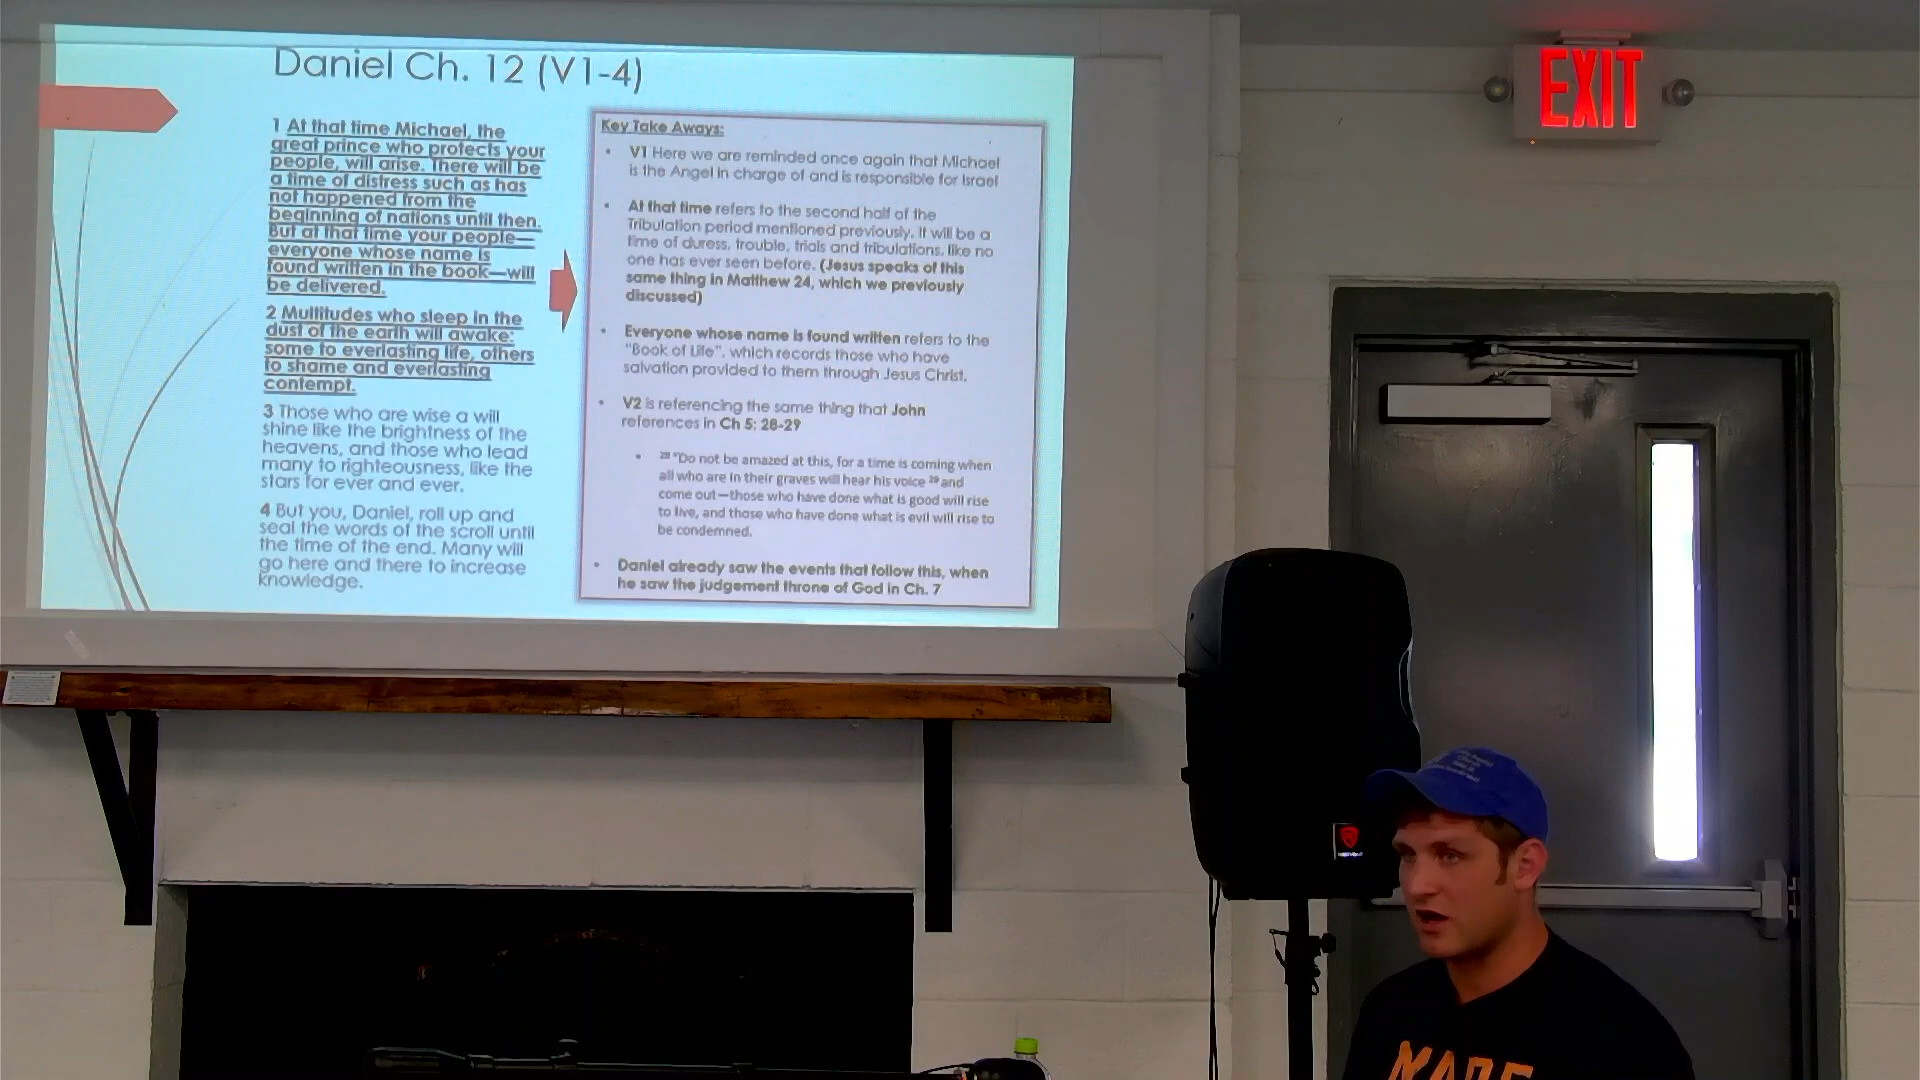 Daniel Ch. 12 (V1-4)
1 At that time Michael, the
great prince who protects your
people, will arise. There will be
a time of distress such as has
not happened from the
beginning of nations until then.
But at that time your people—
everyone whose name is
found written in the book—will
be delivered.
2 Multitudes who sleep in the
dust of the earth will awake:
some to everlasting life, others
to shame and everlasting
contempt.
3 Those who are wise a will
shine like the brightness of the
heavens, and those who lead
many to righteousness, like the
stars for ever and ever.
4 But you, Daniel, roll up and
seal the words of the scroll until
the time of the end. Many will
go here and there to increase
knowledge.
Key Take Aways:
• V1 Here we are reminded once again that Michael
is the Angel in charge of and is responsible for Israel
• At that time refers to the second half of the
Tribulation period mentioned previously. It will be a
time of duress, trouble, trials and tribulations, like no
one has ever seen before. (Jesus speaks of this
same thing in Matthew 24, which we previously
discussed)
• Everyone whose name is found written refers to the
"Book of Life", which records those who have
salvation provided to them through Jesus Christ.
• V2 is referencing the same thing that John
references in Ch 5: 28-29
• 28 "Do not be amazed at this, for a time is coming when
all who are in their graves will hear his voice 29 and
come out—those who have done what is good will rise
to live, and those who have done what is evil will rise to
be condemned.
• Daniel already saw the events that follow this, when
he saw the judgement throne of God in Ch. 7
EXIT
MADE